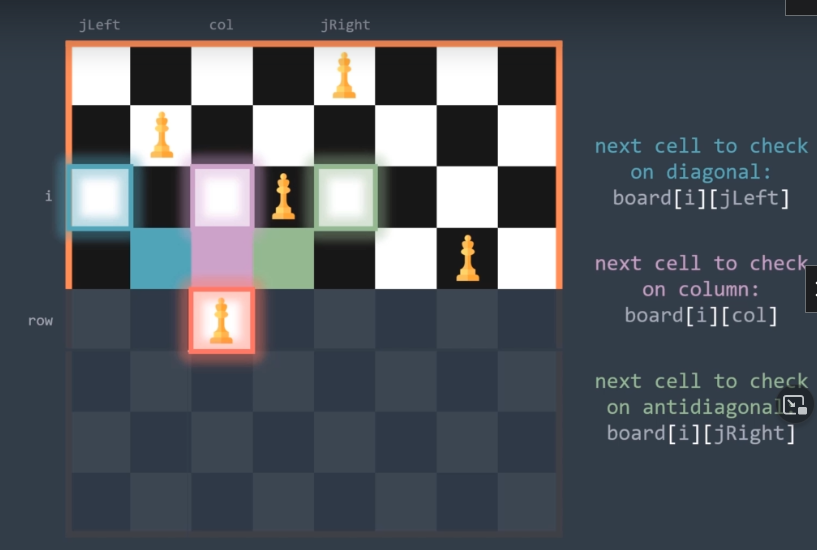 jLeft col jRight
next cell to check
on diagonal:
i
board[i][jLeft]
next cell to check
on column:
board[i][col]
row
next cell to check
on antidiagonal
board[i][jRight]